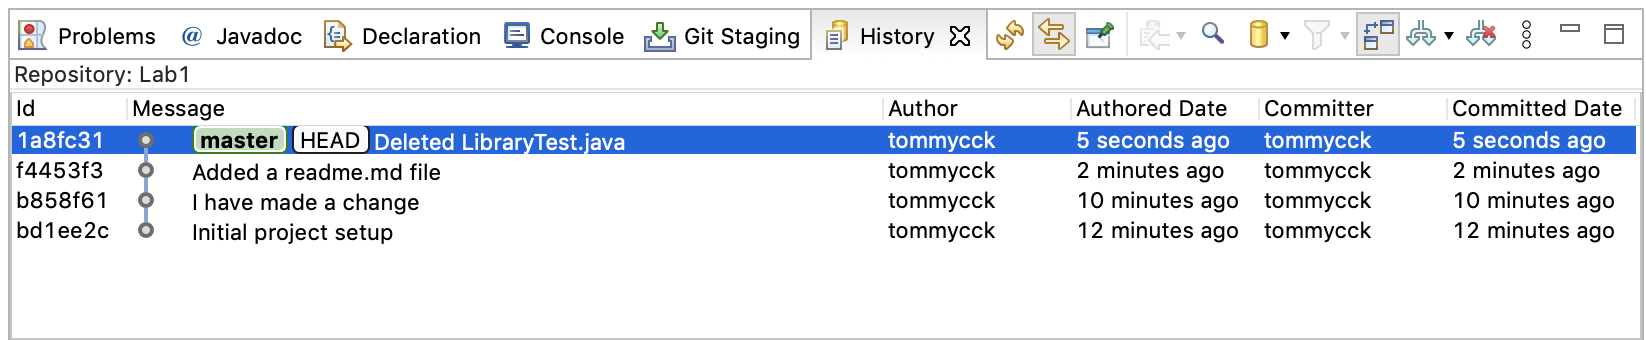 Problems @ Javadoc Declaration Console Git Staging History
Repository: Lab1
Id Message Author Authored Date Committer Committed Date
1a8fc31 master HEAD Deleted LibraryTest.java tommycck 5 seconds ago tommycck 5 seconds ago
f4453f3 Added a readme.md file tommycck 2 minutes ago tommycck 2 minutes ago
b858f61 I have made a change tommycck 10 minutes ago tommycck 10 minutes ago
bd1ee2c Initial project setup tommycck 12 minutes ago tommycck 12 minutes ago